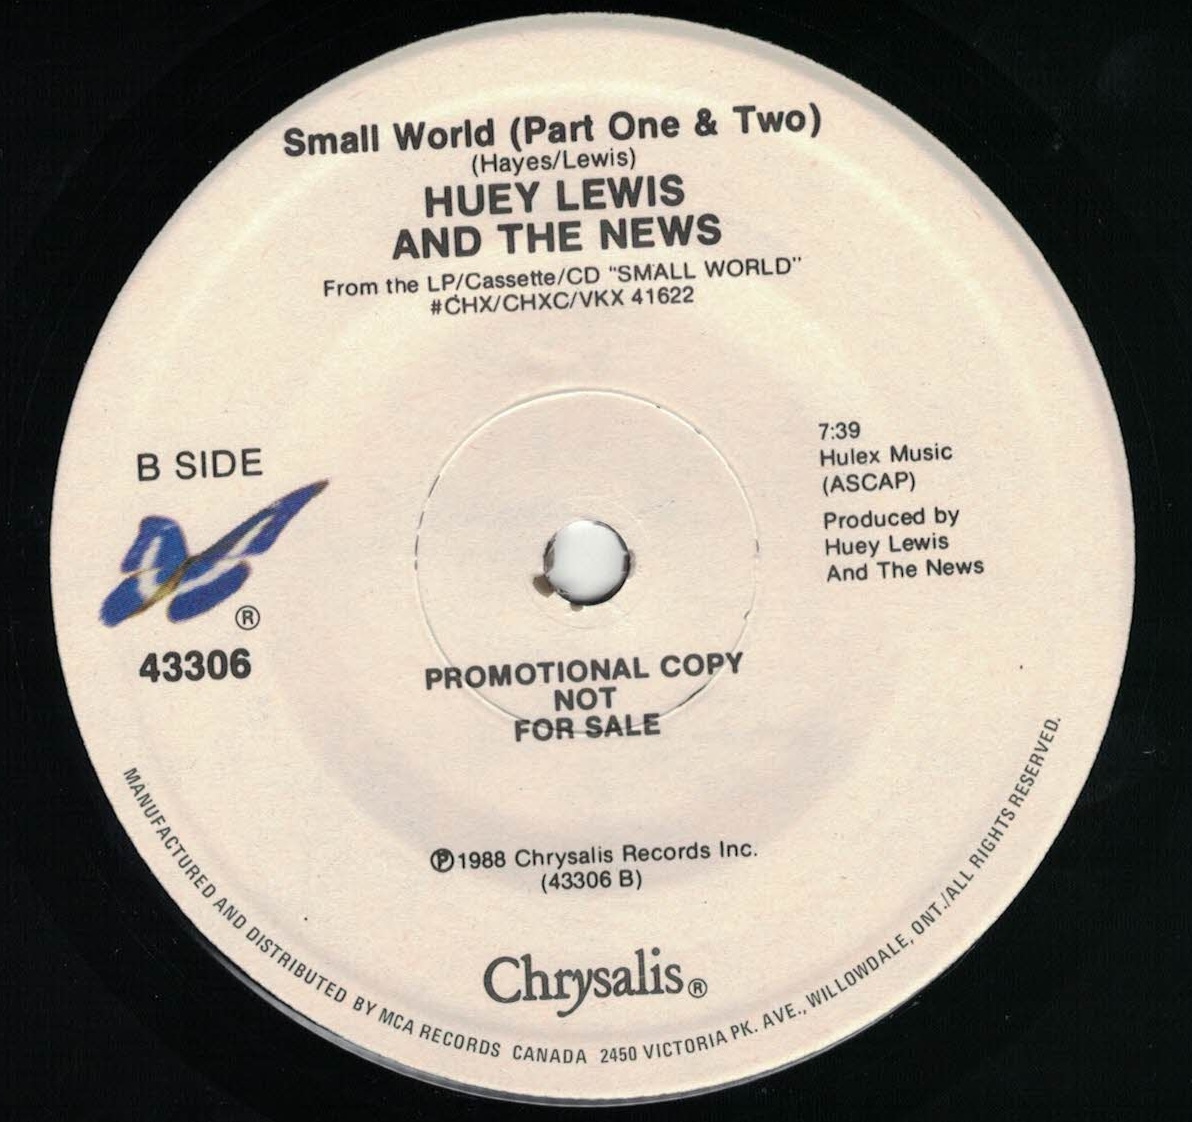 Small World (Part One & Two)
(Hayes/Lewis)
HUEY LEWIS
AND THE NEWS
From the LP/Cassette/CD "SMALL WORLD"
#CHX/CHXC/VKX 41622
B SIDE
®
43306
7:39
Hulex Music
(ASCAP)
Produced by
Huey Lewis
And The News
PROMOTIONAL COPY
NOT
FOR SALE
℗1988 Chrysalis Records Inc.
(43306 B)
Chrysalis®
MANUFACTURED AND DISTRIBUTED BY MCA RECORDS CANADA 2450 VICTORIA PK. AVE., WILLOWDALE, ONT./ALL RIGHTS RESERVED.